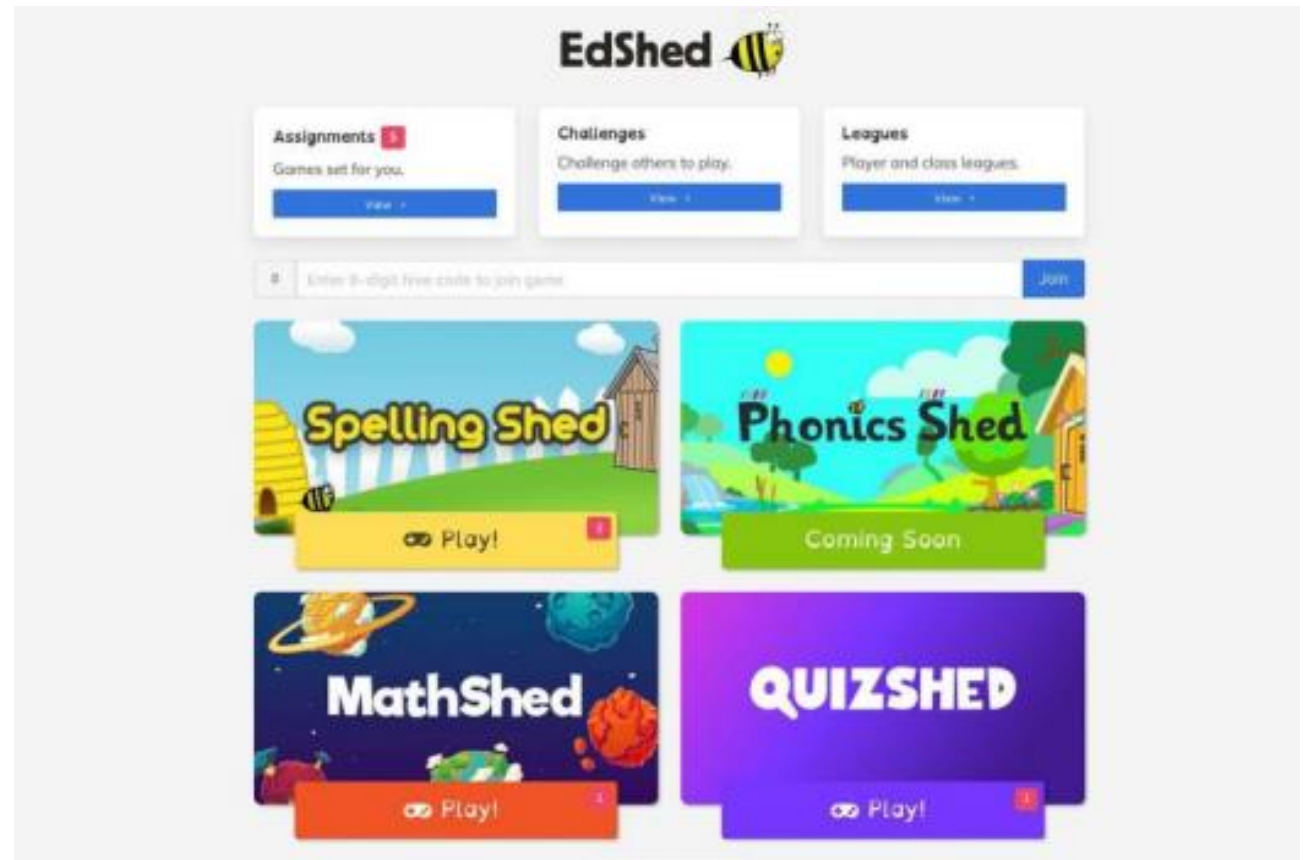 EdShed
Assignments
Games set for you.
View
Challenges
Challenge others to play.
View
Leagues
Player and class leagues.
View
# Enter 8-digit hive code to join game
Join
Spelling Shed
Play!
Phonics Shed
Coming Soon
MathShed
Play!
QUIZSHED
Play!